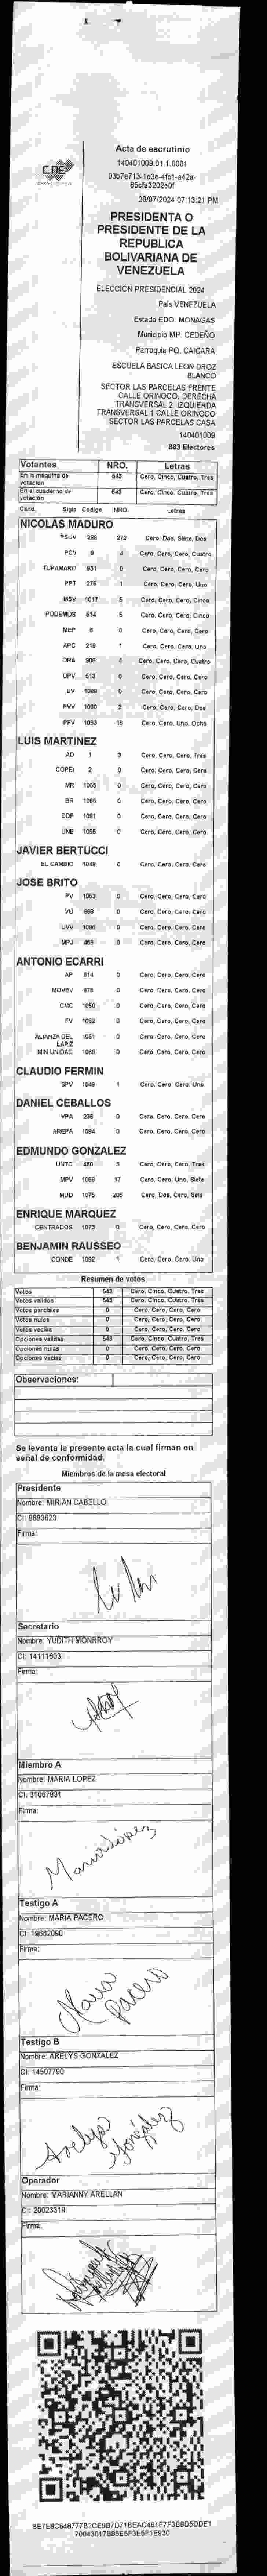 CNE
Acta de escrutinio
140401009.01.1.0001
03b7e713-1d3e-4fc1-a42a-
85cfa3202e0f
28/07/2024 07:13:21 PM
PRESIDENTA O
PRESIDENTE DE LA
REPUBLICA
BOLIVARIANA DE
VENEZUELA
ELECCIÓN PRESIDENCIAL 2024
País VENEZUELA
Estado EDO. MONAGAS
Municipio MP. CEDEÑO
Parroquia PQ. CAICARA
ESCUELA BASICA LEON DROZ
BLANCO
SECTOR LAS PARCELAS FRENTE
CALLE ORINOCO. DERECHA
TRANSVERSAL 2. IZQUIERDA
TRANSVERSAL 1 CALLE ORINOCO
SECTOR LAS PARCELAS CASA
140401009
883 Electores
Votantes NRO. Letras
En la máquina de votación 543 Cero, Cinco, Cuatro, Tres
En el cuaderno de votación 543 Cero, Cinco, Cuatro, Tres
Cand. Sigla Codigo NRO. Letras
NICOLAS MADURO
PSUV 288 272 Cero, Dos, Siete, Dos
PCV 9 4 Cero, Cero, Cero, Cuatro
TUPAMARO 931 0 Cero, Cero, Cero, Cero
PPT 276 1 Cero, Cero, Cero, Uno
MSV 1017 5 Cero, Cero, Cero, Cinco
PODEMOS 514 5 Cero, Cero, Cero, Cinco
MEP 6 0 Cero, Cero, Cero, Cero
APC 218 1 Cero, Cero, Cero, Uno
ORA 906 4 Cero, Cero, Cero, Cuatro
UPV 513 0 Cero, Cero, Cero, Cero
EV 1089 0 Cero, Cero, Cero, Cero
PVV 1090 2 Cero, Cero, Cero, Dos
PFV 1093 18 Cero, Cero, Uno, Ocho
LUIS MARTINEZ
AD 1 3 Cero, Cero, Cero, Tres
COPEI 2 0 Cero, Cero, Cero, Cero
MR 1066 0 Cero, Cero, Cero, Cero
BR 1065 0 Cero, Cero, Cero, Cero
DDP 1091 0 Cero, Cero, Cero, Cero
UNE 1095 0 Cero, Cero, Cero, Cero
JAVIER BERTUCCI
EL CAMBIO 1049 0 Cero, Cero, Cero, Cero
JOSE BRITO
PV 1053 0 Cero, Cero, Cero, Cero
VU 668 0 Cero, Cero, Cero, Cero
UVV 1096 0 Cero, Cero, Cero, Cero
MPJ 468 0 Cero, Cero, Cero, Cero
ANTONIO ECARRI
AP 814 0 Cero, Cero, Cero, Cero
MOVEV 976 0 Cero, Cero, Cero, Cero
CMC 1050 0 Cero, Cero, Cero, Cero
FV 1062 0 Cero, Cero, Cero, Cero
ALIANZA DEL LAPIZ 1051 0 Cero, Cero, Cero, Cero
MIN UNIDAD 1068 0 Cero, Cero, Cero, Cero
CLAUDIO FERMIN
SPV 1048 1 Cero, Cero, Cero, Uno
DANIEL CEBALLOS
VPA 236 0 Cero, Cero, Cero, Cero
AREPA 1094 0 Cero, Cero, Cero, Cero
EDMUNDO GONZALEZ
UNTC 480 3 Cero, Cero, Cero, Tres
MPV 1069 17 Cero, Cero, Uno, Siete
MUD 1075 206 Cero, Dos, Cero, Seis
ENRIQUE MARQUEZ
CENTRADOS 1073 0 Cero, Cero, Cero, Cero
BENJAMIN RAUSSEO
CONDE 1092 1 Cero, Cero, Cero, Uno
Resumen de votos
Votos 543 Cero, Cinco, Cuatro, Tres
Votos validos 543 Cero, Cinco, Cuatro, Tres
Votos parciales 0 Cero, Cero, Cero, Cero
Votos nulos 0 Cero, Cero, Cero, Cero
Votos vacios 0 Cero, Cero, Cero, Cero
Opciones validas 543 Cero, Cinco, Cuatro, Tres
Opciones nulas 0 Cero, Cero, Cero, Cero
Opciones vacias 0 Cero, Cero, Cero, Cero
Observaciones:
Se levanta la presente acta la cual firman en
señal de conformidad.
Miembros de la mesa electoral
Presidente
Nombre: MIRIAN CABELLO
CI: 9893623
Firma:
Secretario
Nombre: YUDITH MONRROY
CI: 14111603
Firma:
Miembro A
Nombre: MARIA LOPEZ
CI: 31067831
Firma:
Maria López
Testigo A
Nombre: MARIA PACERO
CI: 19662090
Firma:
Maria
Pacero
Testigo B
Nombre: ARELYS GONZALEZ
CI: 14507790
Firma:
Arelys
González
Operador
Nombre: MARIANNY ARELLAN
CI: 20023319
Firma: